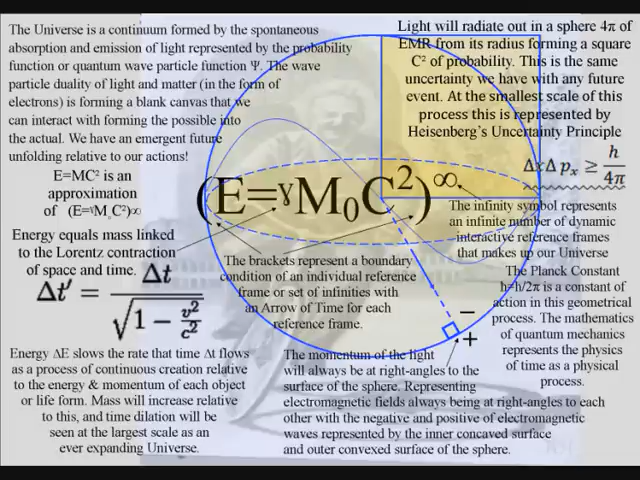 The Universe is a continuum formed by the spontaneous
absorption and emission of light represented by the probability
function or quantum wave particle function Ψ. The wave
particle duality of light and matter (in the form of
electrons) is forming a blank canvas that we
can interact with forming the possible into
the actual. We have an emergent future
unfolding relative to our actions!
E=MC² is an
approximation
of (E=ˠM₀C²)∞
Energy equals mass linked
to the Lorentz contraction
of space and time.
Δt′ = Δt / √(1 − v²/c²)
Energy ΔE slows the rate that time Δt flows
as a process of continuous creation relative
to the energy & momentum of each object
or life form. Mass will increase relative
to this, and time dilation will be
seen at the largest scale as an
ever expanding Universe.
(E=ˠM₀C²)∞
The brackets represent a boundary
condition of an individual reference
frame or set of infinities with
an Arrow of Time for each
reference frame.
Light will radiate out in a sphere 4π of
EMR from its radius forming a square
C² of probability. This is the same
uncertainty we have with any future
event. At the smallest scale of this
process this is represented by
Heisenberg's Uncertainty Principle
Δx Δ pₓ ≥ h/4π
The infinity symbol represents
an infinite number of dynamic
interactive reference frames
that makes up our Universe
The Planck Constant
h=h/2π is a constant of
action in this geometrical
process. The mathematics
of quantum mechanics
represents the physics
of time as a physical
process.
−
+
The momentum of the light
will always be at right-angles to the
surface of the sphere. Representing
electromagnetic fields always being at right-angles to each
other with the negative and positive of electromagnetic
waves represented by the inner concaved surface
and outer convexed surface of the sphere.